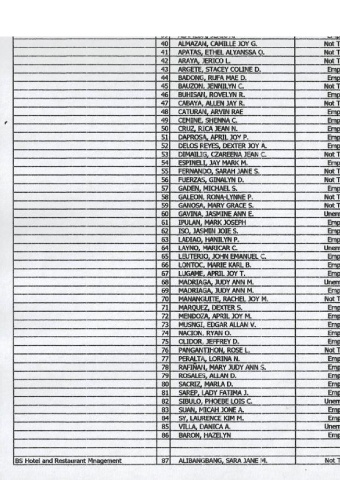 40 ALMAZAN, CAMILLE JOY G. Not T
41 APATAS, ETHEL ALYANSSA O. Not T
42 ARAYA, JERICO L. Not T
43 ARGETE, STACEY COLINE D. Emp
44 BADONG, RUFA MAE D. Emp
45 BAUZON, JENNILYN C. Not T
46 BUHISAN, ROVELYN R. Emp
47 CABAYA, ALLEN JAY R. Not T
48 CATURAN, ARVIN RAE Emp
49 CEMINE, SHENNA C. Emp
50 CRUZ, RICA JEAN N. Emp
51 DAPROSA, APRIL JOY P. Emp
52 DELOS REYES, DEXTER JOY A. Emp
53 DIMAILIG, CZAREENA JEAN C. Not T
54 ESPINELI, JAY MARK M. Emp
55 FERNANDO, SARAH JANE S. Not T
56 FUERZAS, GINALYN D. Not T
57 GADEN, MICHAEL S. Emp
58 GALEON, RONA-LYNNE P. Not T
59 GANOSA, MARY GRACE S. Not T
60 GAVINA, JASMINE ANN E. Unem
61 IPULAN, MARK JOSEPH Emp
62 ISO, JASMIN JOIE S. Emp
63 LADIAO, HANILYN P. Emp
64 LAYNO, MARICAR C. Unem
65 LEUTERIO, JOHN EMANUEL C. Emp
66 LONTOC, MARIE KARL B. Emp
67 LUGAME, APRIL JOY T. Emp
68 MADRIAGA, JUDY ANN M. Unem
69 MADRIAGA, JUDY ANN M. Emp
70 MANANGUITE, RACHEL JOY M. Not T
71 MARQUEZ, DEXTER S. Emp
72 MENDOZA, APRIL JOY M. Emp
73 MUSNGI, EDGAR ALLAN V. Emp
74 NACION, RYAN O. Emp
75 OLIDOR, JEFFREY D. Emp
76 PANGANTIHON, ROSE L. Not T
77 PERALTA, LORINA N. Emp
78 RAFIÑAN, MARY JUDY ANN S. Emp
79 ROSALES, ALLAN D. Emp
80 SACRIZ, MARLA D. Emp
81 SAREP, LADY FATIMA J. Emp
82 SIBULO, PHOEBE LOIS C. Unem
83 SUAN, MICAH JONE A. Emp
84 SY, LAURENCE KIM M. Emp
85 VILLA, DANICA A. Unem
86 BARON, HAZELYN Emp
BS Hotel and Restaurant Mnagement 87 ALIBANGBANG, SARA JANE M. Not T